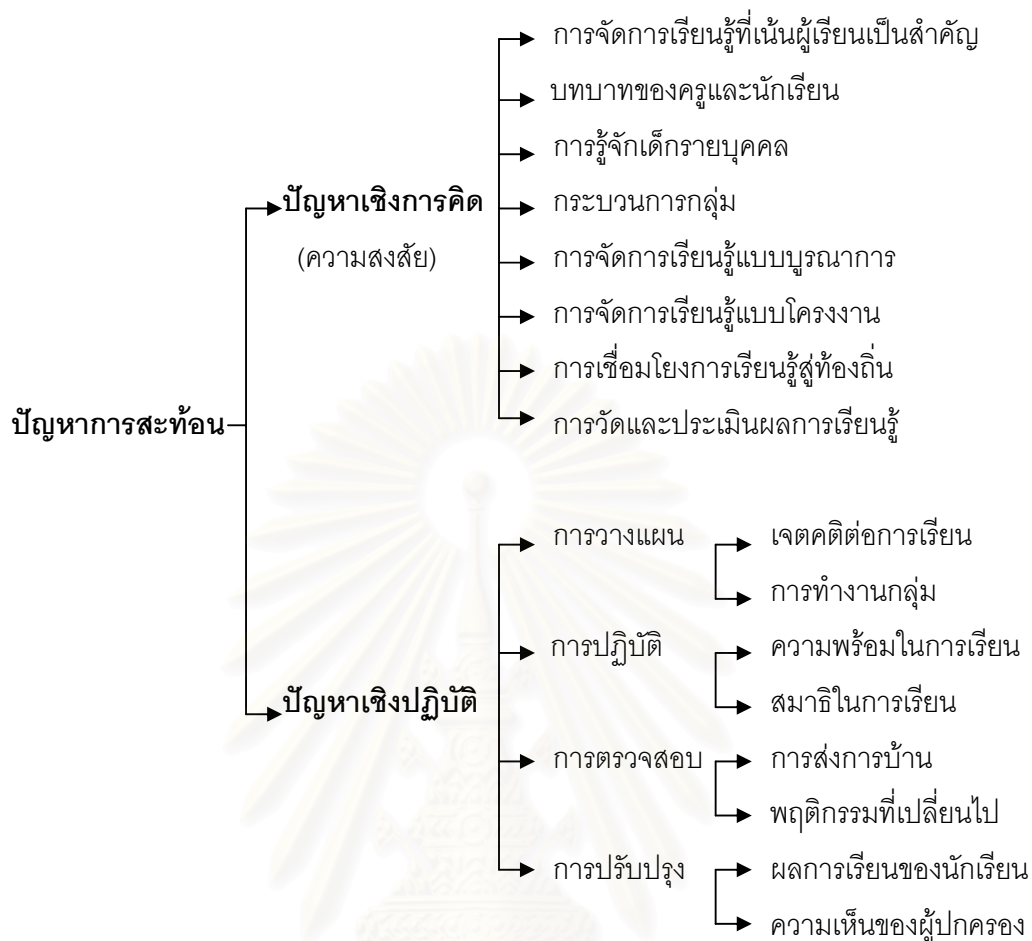 การจัดการเรียนรู้ที่เน้นผู้เรียนเป็นสำคัญ
บทบาทของครูและนักเรียน
การรู้จักเด็กรายบุคคล
ปัญหาเชิงการคิด
กระบวนการกลุ่ม
(ความสงสัย)
การจัดการเรียนรู้แบบบูรณาการ
การจัดการเรียนรู้แบบโครงงาน
การเชื่อมโยงการเรียนรู้สู่ท้องถิ่น
ปัญหาการสะท้อน
การวัดและประเมินผลการเรียนรู้
การวางแผน
เจตคติต่อการเรียน
การทำงานกลุ่ม
การปฏิบัติ
ความพร้อมในการเรียน
ปัญหาเชิงปฏิบัติ
สมาธิในการเรียน
การตรวจสอบ
การส่งการบ้าน
พฤติกรรมที่เปลี่ยนไป
การปรับปรุง
ผลการเรียนของนักเรียน
ความเห็นของผู้ปกครอง